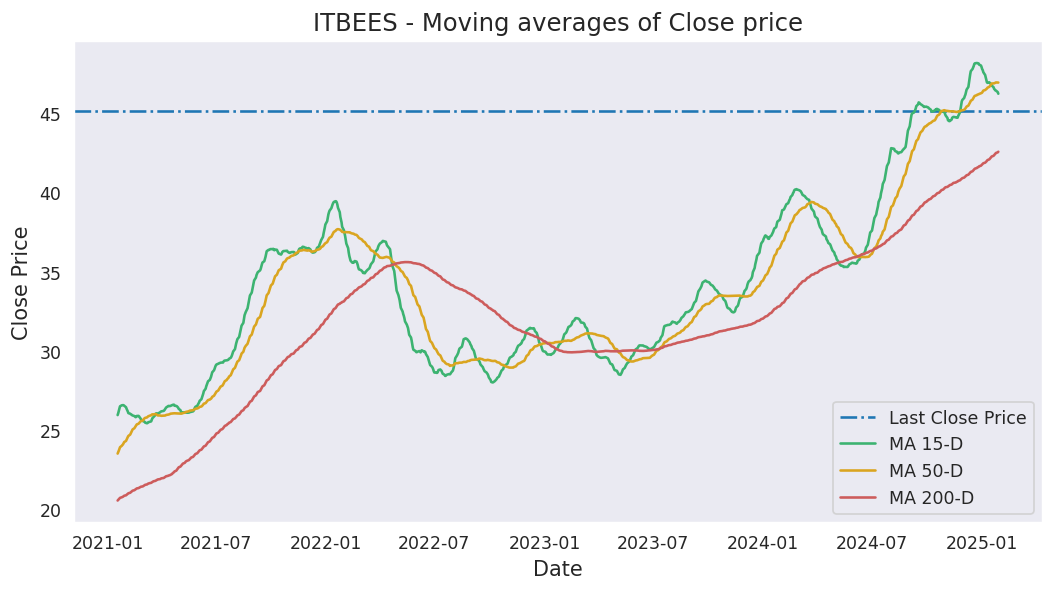 ITBEES - Moving averages of Close price
Close Price
45
40
35
30
25
20
Last Close Price
MA 15-D
MA 50-D
MA 200-D
2021-01 2021-07 2022-01 2022-07 2023-01 2023-07 2024-01 2024-07 2025-01
Date